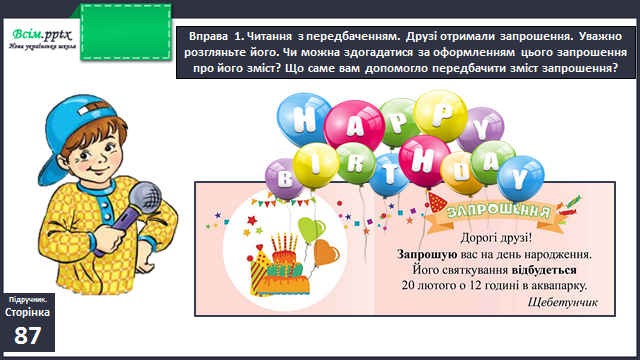 Всім.pptx
Нова українська школа
Вправа 1. Читання з передбаченням. Друзі отримали запрошення. Уважно
розгляньте його. Чи можна здогадатися за оформленням цього запрошення
про його зміст? Що саме вам допомогло передбачити зміст запрошення?
HAPPY
BIRTHDAY
ЗАПРОШЕННЯ
Дорогі друзі!
Запрошую вас на день народження.
Його святкування відбудеться
20 лютого о 12 годині в аквапарку.
Щебетунчик
Підручник.
Сторінка
87